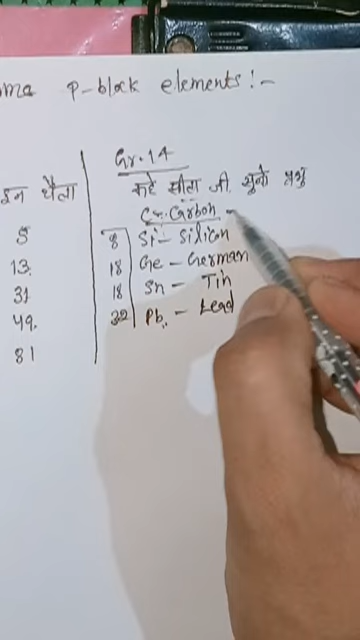 p-block elements:-
Gr.14
इन थैला
कहे सीता जी सुनो प्रभु
C - Carbon -
5
8 Si - Silicon
13
18 Ge - German
31
18 Sn - Tin
49
32 Pb - Lead
81